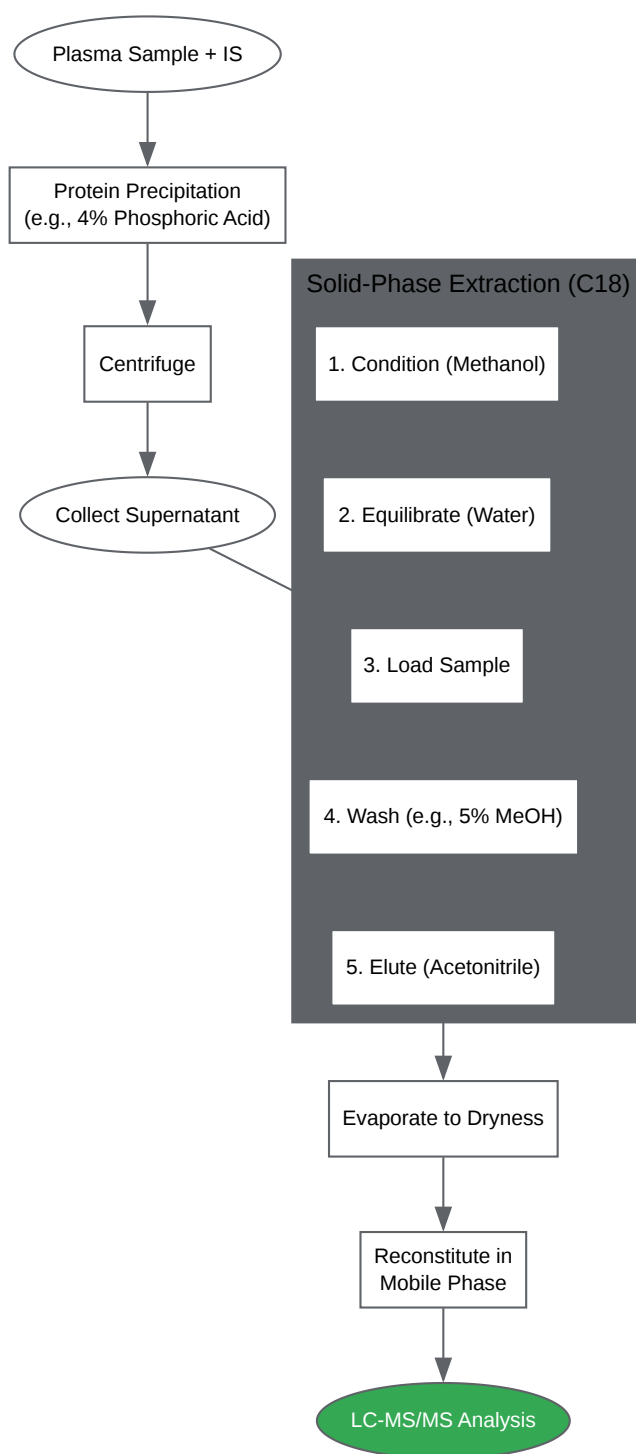 Plasma Sample + IS
Protein Precipitation
(e.g., 4% Phosphoric Acid)
Centrifuge
Collect Supernatant
Solid-Phase Extraction (C18)
1. Condition (Methanol)
2. Equilibrate (Water)
3. Load Sample
4. Wash (e.g., 5% MeOH)
5. Elute (Acetonitrile)
Evaporate to Dryness
Reconstitute in
Mobile Phase
LC-MS/MS Analysis